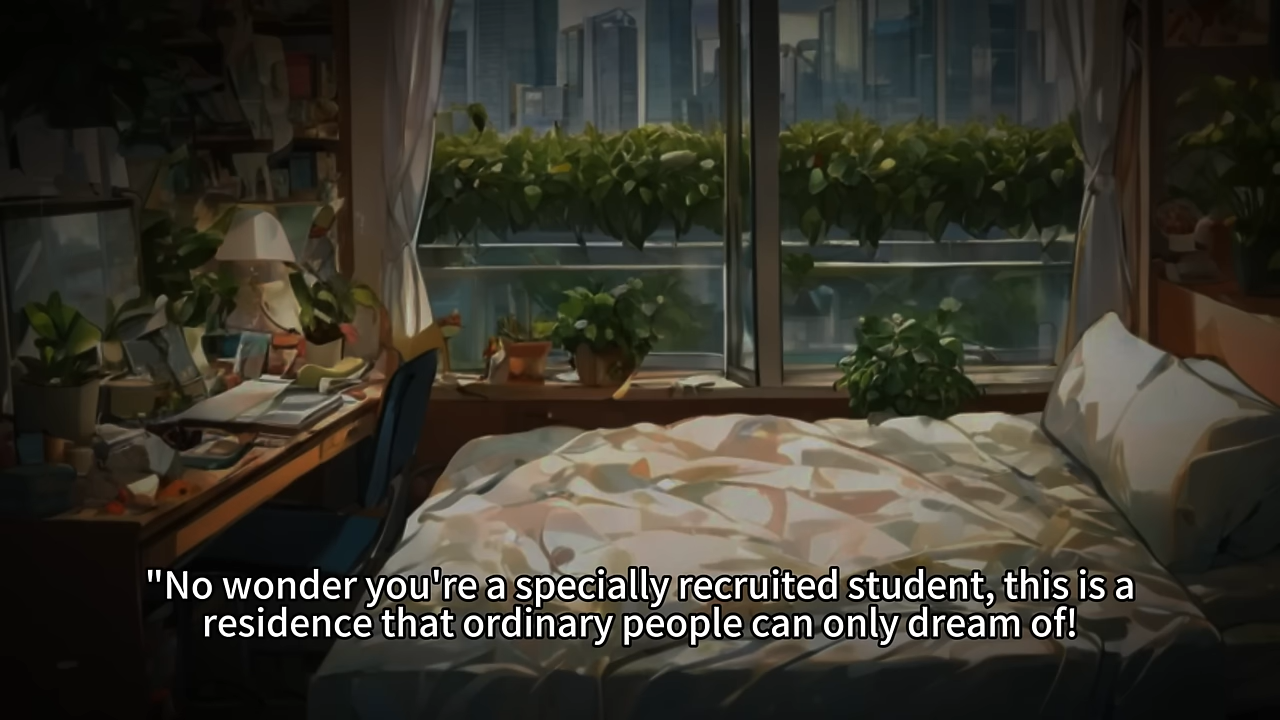 "No wonder you're a specially recruited student, this is a
residence that ordinary people can only dream of!